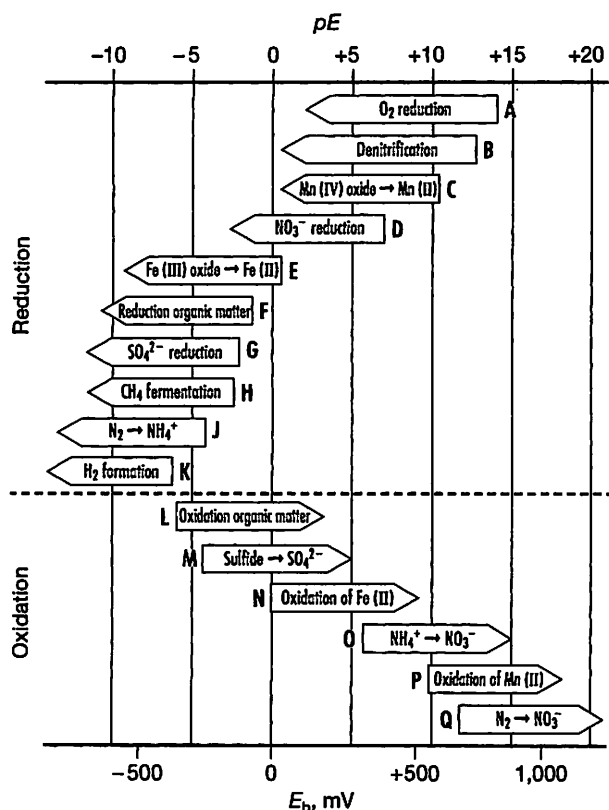 pE
−10 −5 0 +5 +10 +15 +20
O₂ reduction A
Denitrification B
Mn (IV) oxide → Mn (II) C
NO₃⁻ reduction D
Fe (III) oxide → Fe (II) E
Reduction organic matter F
SO₄²⁻ reduction G
CH₄ fermentation H
N₂ → NH₄⁺ J
H₂ formation K
Reduction
L Oxidation organic matter
M Sulfide → SO₄²⁻
N Oxidation of Fe (II)
O NH₄⁺ → NO₃⁻
P Oxidation of Mn (II)
Q N₂ → NO₃⁻
Oxidation
−500 0 +500 1,000
Eₕ, mV